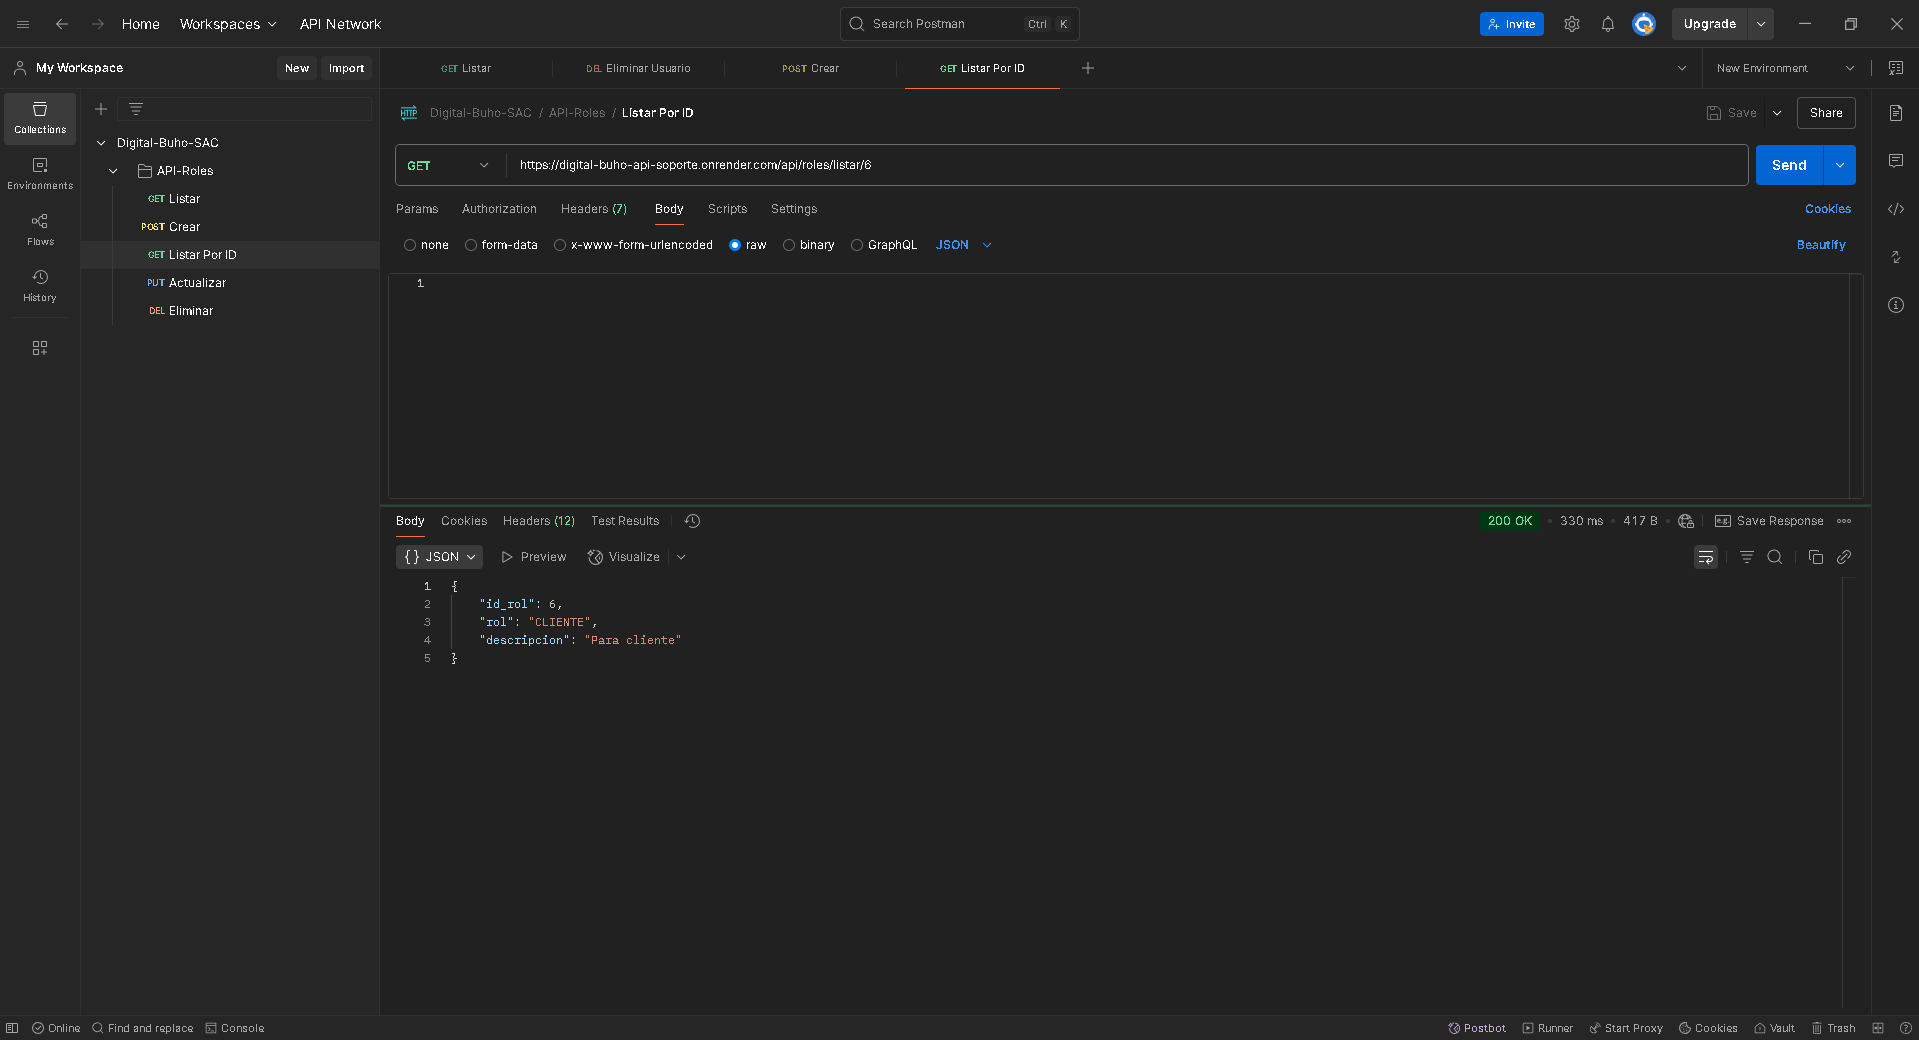 Home Workspaces API Network Search Postman Ctrl K Invite Upgrade
My Workspace New Import GET Listar DEL Eliminar Usuario POST Crear GET Listar Por ID New Environment
Collections
Environments
Flows
History
Digital-Buho-SAC
API-Roles
GET Listar
POST Crear
GET Listar Por ID
PUT Actualizar
DEL Eliminar
HTTP Digital-Buho-SAC / API-Roles / Listar Por ID Save Share
GET https://digital-buho-api-soporte.onrender.com/api/roles/listar/6 Send
Params Authorization Headers (7) Body Scripts Settings Cookies
none form-data x-www-form-urlencoded raw binary GraphQL JSON Beautify
1
Body Cookies Headers (12) Test Results 200 OK • 330 ms • 417 B • e.g. Save Response
{} JSON Preview Visualize
1 {
2 "id_rol": 6,
3 "rol": "CLIENTE",
4 "descripcion": "Para cliente"
5 }
Online Find and replace Console Postbot Runner Start Proxy Cookies Vault Trash